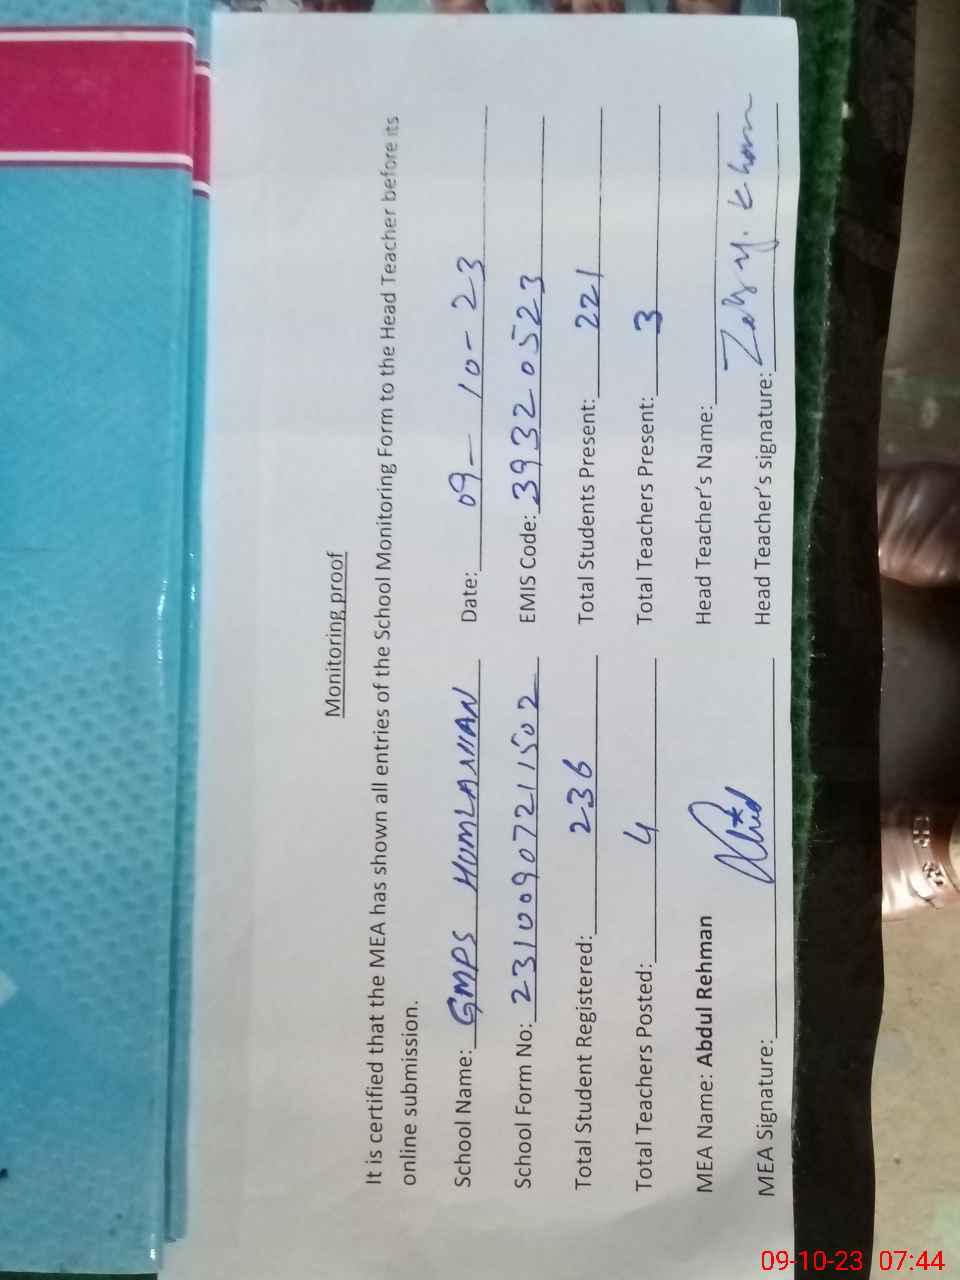 Monitoring proof
It is certified that the MEA has shown all entries of the School Monitoring Form to the Head Teacher before its
online submission.
School Name: GMPS Date: 09-10-23
School Form No: 23100907211502 EMIS Code: 39320523
Total Student Registered: 236 Total Students Present: 221
Total Teachers Posted: 4 Total Teachers Present: 3
MEA Name: Abdul Rehman Head Teacher's Name:
MEA Signature: Head Teacher's signature: Khan
09-10-23 07:44